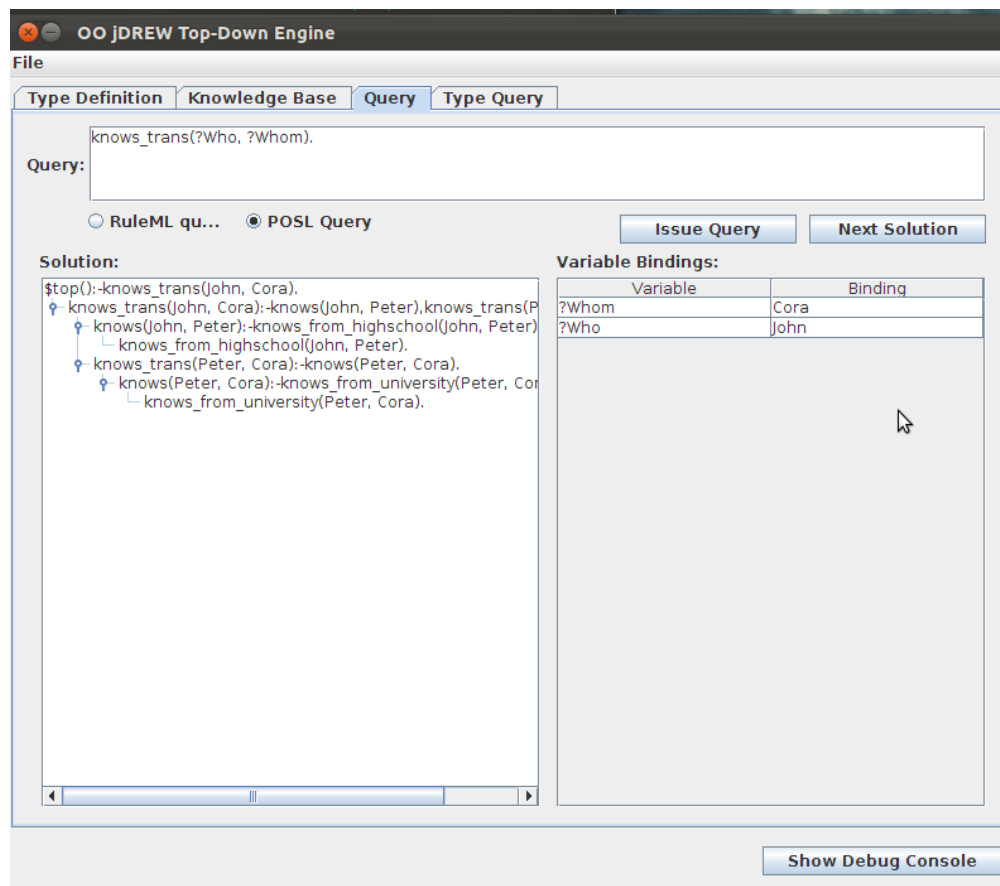 OO jDREW Top-Down Engine
File
Type Definition Knowledge Base Query Type Query
knows_trans(?Who, ?Whom).
Query:
RuleML qu... POSL Query
Issue Query Next Solution
Solution:
Variable Bindings:
$top():-knows_trans(John, Cora).
knows_trans(John, Cora):-knows(John, Peter),knows_trans(P
knows(John, Peter):-knows_from_highschool(John, Peter)
knows_from_highschool(John, Peter).
knows_trans(Peter, Cora):-knows(Peter, Cora).
knows(Peter, Cora):-knows_from_university(Peter, Cor
knows_from_university(Peter, Cora).
Variable Binding
?Whom Cora
?Who John
Show Debug Console